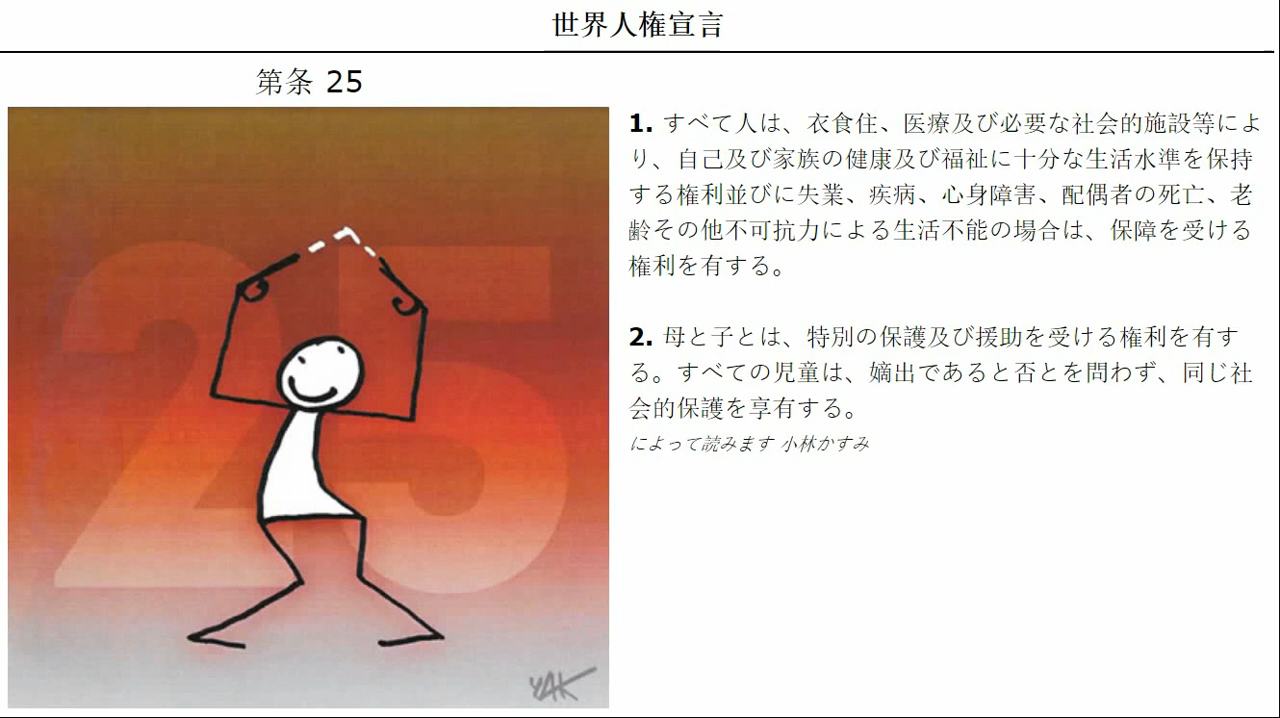 世界人権宣言
第条 25
25
1. すべて人は、衣食住、医療及び必要な社会的施設等によ
り、自己及び家族の健康及び福祉に十分な生活水準を保持
する権利並びに失業、疾病、心身障害、配偶者の死亡、老
齢その他不可抗力による生活不能の場合は、保障を受ける
権利を有する。
2. 母と子とは、特別の保護及び援助を受ける権利を有す
る。すべての児童は、嫡出であると否とを問わず、同じ社
会的保護を享有する。
によって読みます 小林かすみ
YAK